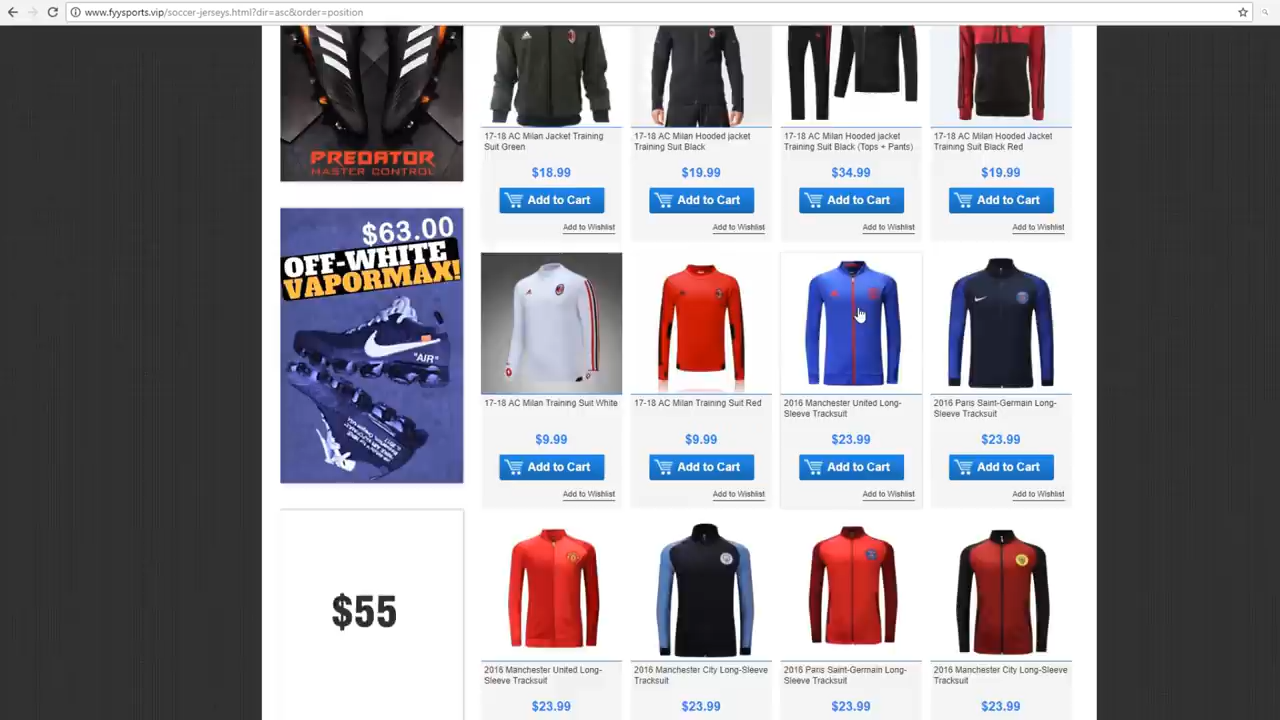 www.fyysports.vip/soccer-jerseys.html?dir=asc&order=position
PREDATOR
MASTER CONTROL
$63.00
OFF-WHITE
VAPORMAX!
"AIR"
$55
17-18 AC Milan Jacket Training
Suit Green
$18.99
Add to Cart
Add to Wishlist
17-18 AC Milan Hooded jacket
Training Suit Black
$19.99
Add to Cart
Add to Wishlist
17-18 AC Milan Hooded jacket
Training Suit Black (Tops + Pants)
$34.99
Add to Cart
Add to Wishlist
17-18 AC Milan Hooded Jacket
Training Suit Black Red
$19.99
Add to Cart
Add to Wishlist
17-18 AC Milan Training Suit White
$9.99
Add to Cart
Add to Wishlist
17-18 AC Milan Training Suit Red
$9.99
Add to Cart
Add to Wishlist
2016 Manchester United Long-
Sleeve Tracksuit
$23.99
Add to Cart
Add to Wishlist
2016 Paris Saint-Germain Long-
Sleeve Tracksuit
$23.99
Add to Cart
Add to Wishlist
2016 Manchester United Long-
Sleeve Tracksuit
$23.99
2016 Manchester City Long-Sleeve
Tracksuit
$23.99
2016 Paris Saint-Germain Long-
Sleeve Tracksuit
$23.99
2016 Manchester City Long-Sleeve
Tracksuit
$23.99